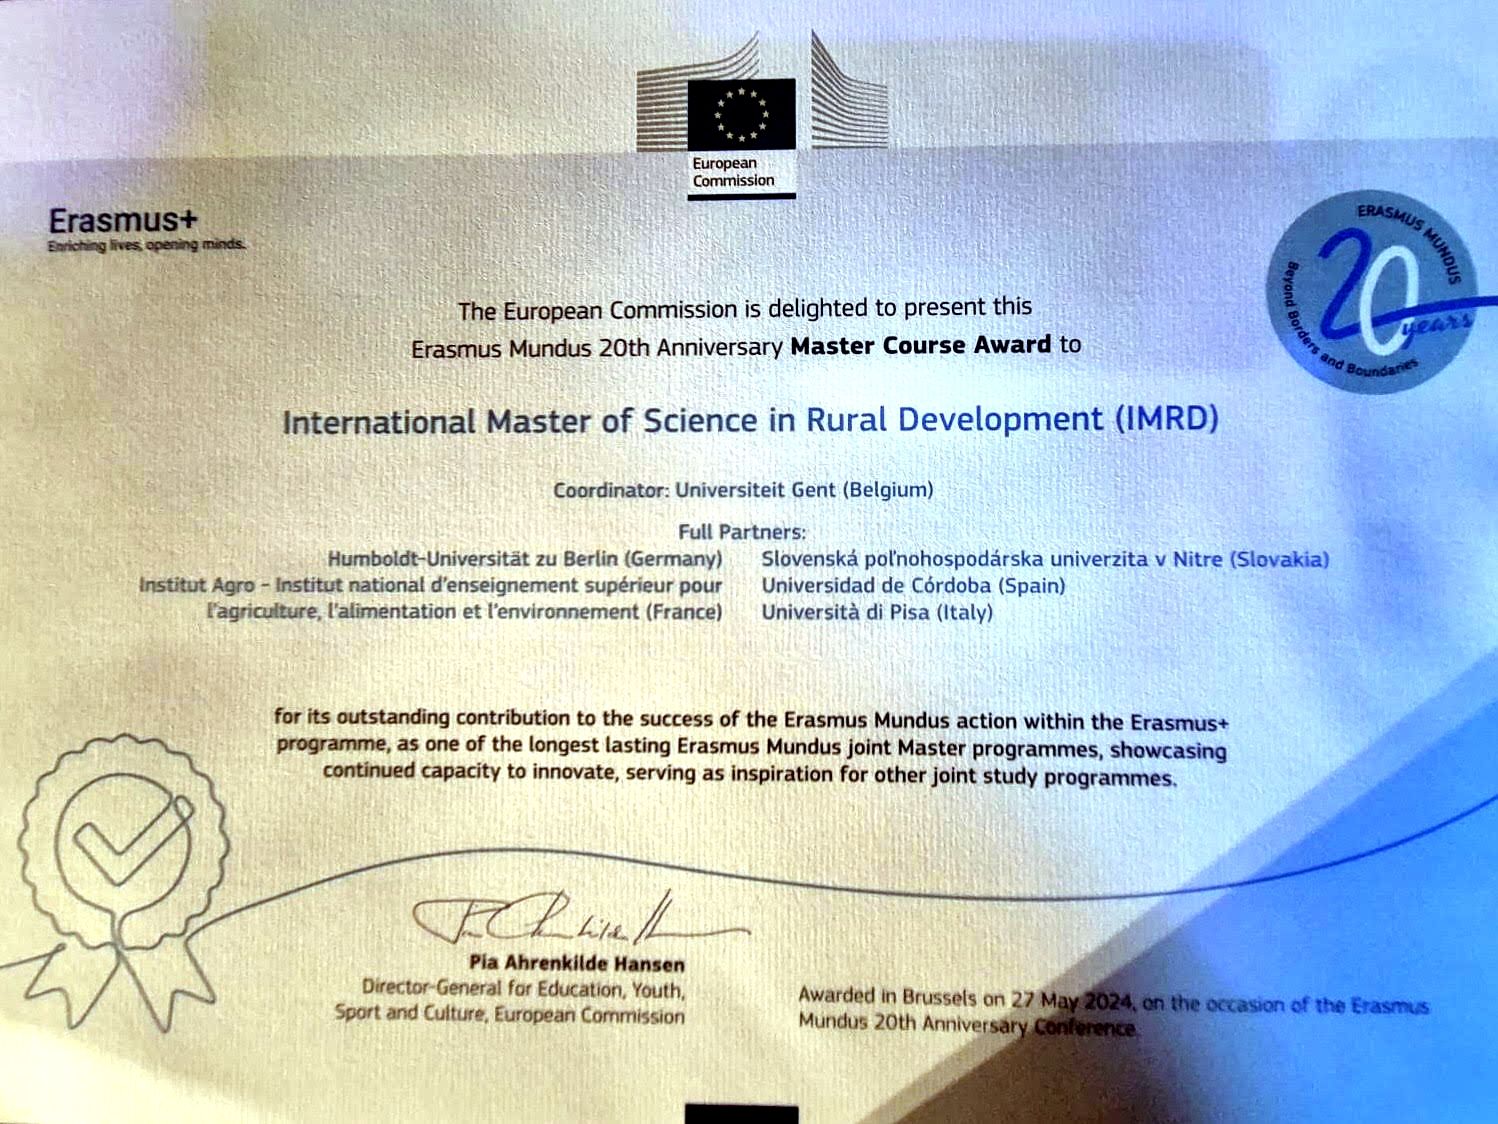 European
Commission
Erasmus+
Enriching lives, opening minds.
ERASMUS MUNDUS
20 years
Beyond Borders and Boundaries
The European Commission is delighted to present this
Erasmus Mundus 20th Anniversary Master Course Award to
International Master of Science in Rural Development (IMRD)
Coordinator: Universiteit Gent (Belgium)
Full Partners:
Humboldt-Universität zu Berlin (Germany)
Institut Agro – Institut national d'enseignement supérieur pour
l'agriculture, l'alimentation et l'environnement (France)
Slovenská poľnohospodárska univerzita v Nitre (Slovakia)
Universidad de Córdoba (Spain)
Università di Pisa (Italy)
for its outstanding contribution to the success of the Erasmus Mundus action within the Erasmus+
programme, as one of the longest lasting Erasmus Mundus joint Master programmes, showcasing
continued capacity to innovate, serving as inspiration for other joint study programmes.
Pia Ahrenkilde Hansen
Director-General for Education, Youth,
Sport and Culture, European Commission
Awarded in Brussels on 27 May 2024, on the occasion of the Erasmus
Mundus 20th Anniversary Conference.